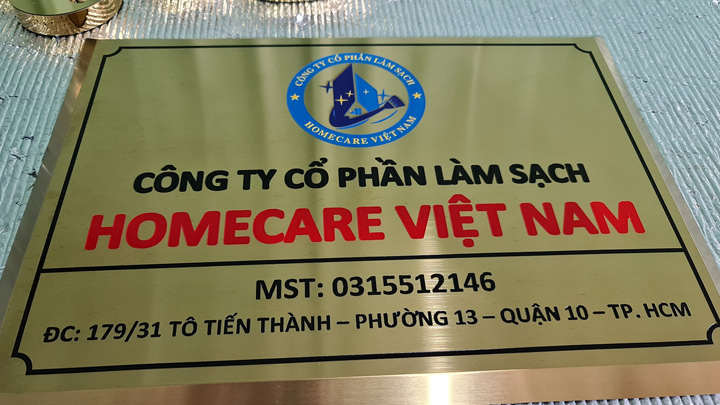 CÔNG TY CỔ PHẦN LÀM SẠCH
HOMECARE VIỆT NAM
CÔNG TY CỔ PHẦN LÀM SẠCH
HOMECARE VIỆT NAM
MST: 0315512146
ĐC: 179/31 TÔ TIẾN THÀNH – PHƯỜNG 13 – QUẬN 10 – TP. HCM